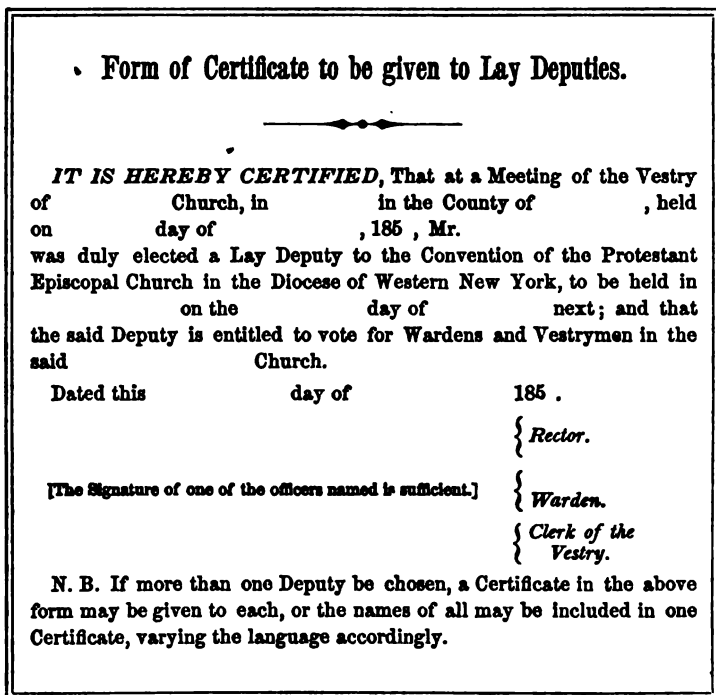 Form of Certificate to be given to Lay Deputies.
IT IS HEREBY CERTIFIED, That at a Meeting of the Vestry
of Church, in in the County of , held
on day of , 185 , Mr.
was duly elected a Lay Deputy to the Convention of the Protestant
Episcopal Church in the Diocese of Western New York, to be held in
on the day of next; and that
the said Deputy is entitled to vote for Wardens and Vestrymen in the
said Church.
Dated this day of 185 .
Rector.
[The Signature of one of the officers named is sufficient.]
Warden.
Clerk of the
Vestry.
N. B. If more than one Deputy be chosen, a Certificate in the above
form may be given to each, or the names of all may be included in one
Certificate, varying the language accordingly.